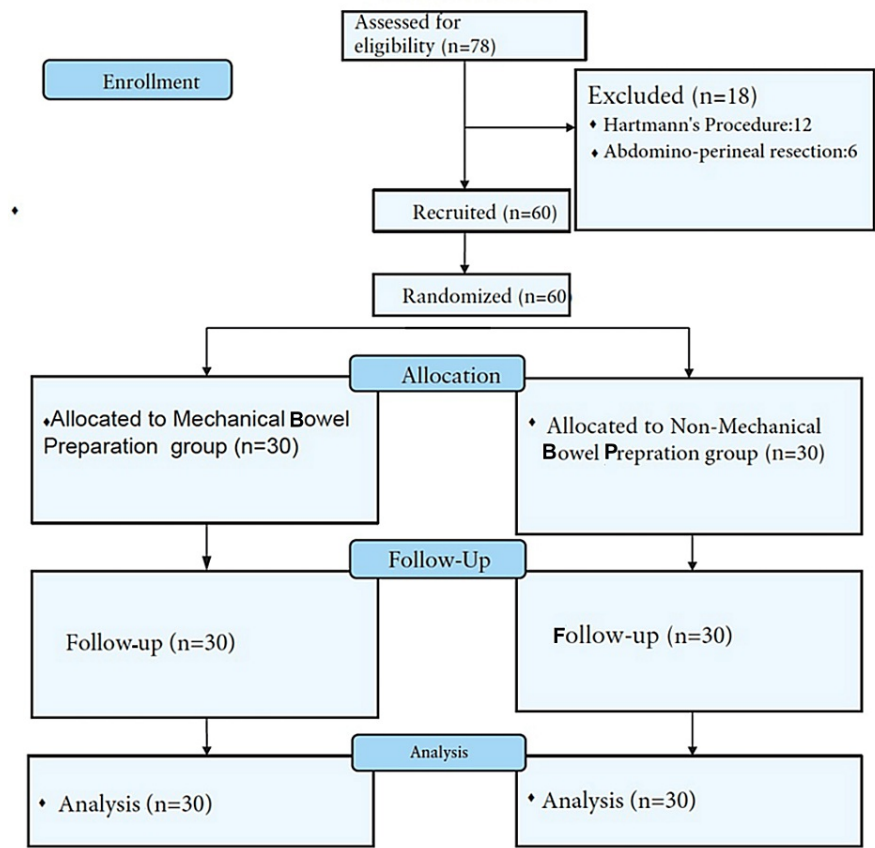 Assessed for
eligibility (n=78)
Enrollment
Excluded (n=18)
♦ Hartmann's Procedure:12
♦ Abdomino-perineal resection:6
♦
Recruited (n=60)
Randomized (n=60)
Allocation
♦Allocated to Mechanical Bowel
Preparation group (n=30)
♦ Allocated to Non-Mechanical
Bowel Prepration group (n=30)
Follow-Up
Follow-up (n=30)
Follow-up (n=30)
Analysis
♦ Analysis (n=30)
♦ Analysis (n=30)